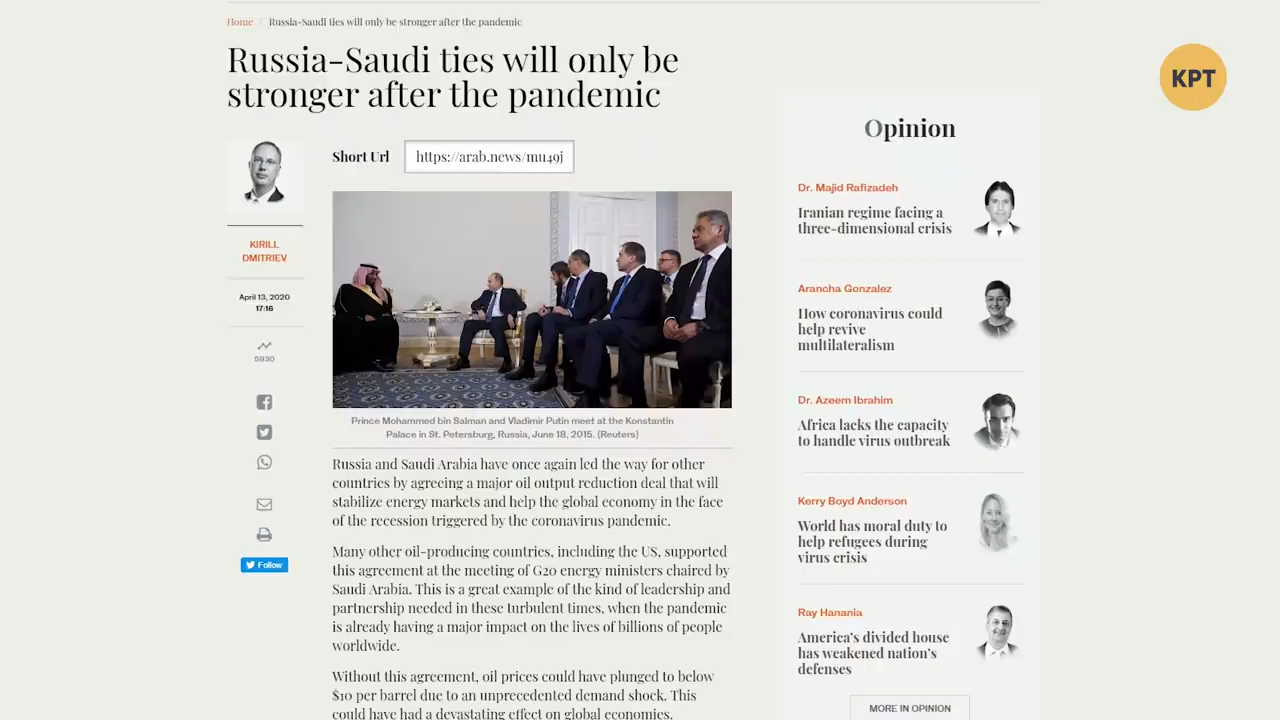 Home / Russia-Saudi ties will only be stronger after the pandemic
Russia-Saudi ties will only be
stronger after the pandemic
KPT
KIRILL
DMITRIEV
April 13, 2020
17:16
5930
Follow
Short Url
https://arab.news/mu49j
Prince Mohammed bin Salman and Vladimir Putin meet at the Konstantin
Palace in St. Petersburg, Russia, June 18, 2015. (Reuters)
Russia and Saudi Arabia have once again led the way for other
countries by agreeing a major oil output reduction deal that will
stabilize energy markets and help the global economy in the face
of the recession triggered by the coronavirus pandemic.
Many other oil-producing countries, including the US, supported
this agreement at the meeting of G20 energy ministers chaired by
Saudi Arabia. This is a great example of the kind of leadership and
partnership needed in these turbulent times, when the pandemic
is already having a major impact on the lives of billions of people
worldwide.
Without this agreement, oil prices could have plunged to below
$10 per barrel due to an unprecedented demand shock. This
could have had a devastating effect on global economies.
Opinion
Dr. Majid Rafizadeh
Iranian regime facing a
three-dimensional crisis
Arancha Gonzalez
How coronavirus could
help revive
multilateralism
Dr. Azeem Ibrahim
Africa lacks the capacity
to handle virus outbreak
Kerry Boyd Anderson
World has moral duty to
help refugees during
virus crisis
Ray Hanania
America's divided house
has weakened nation's
defenses
MORE IN OPINION